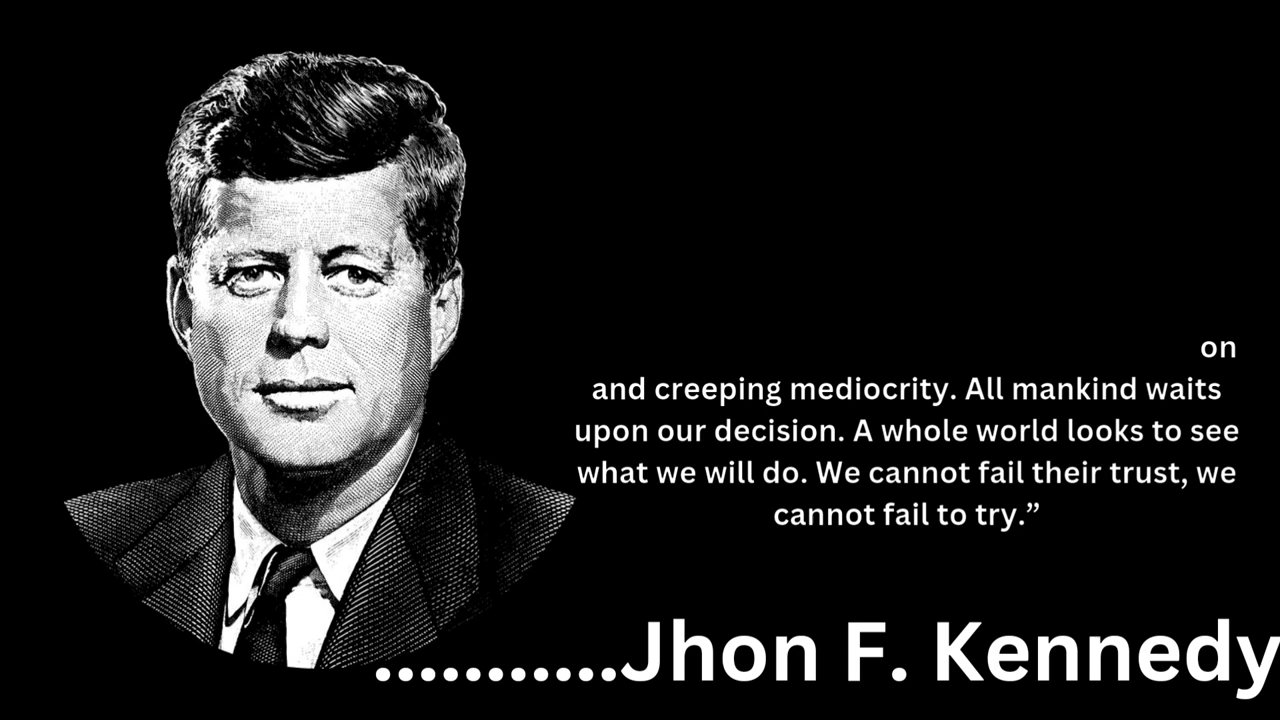 on
and creeping mediocrity. All mankind waits
upon our decision. A whole world looks to see
what we will do. We cannot fail their trust, we
cannot fail to try.”
...........Jhon F. Kennedy